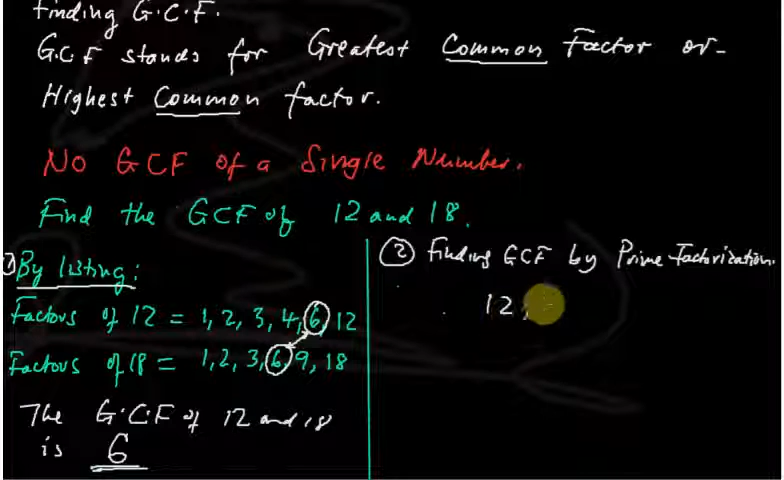 Finding G.C.F.
G.C.F stands for Greatest Common Factor or
Highest Common factor.
No GCF of a Single Number.
Find the GCF of 12 and 18.
① By listing:
Factors of 12 = 1, 2, 3, 4, 6, 12
Factors of 18 = 1, 2, 3, 6, 9, 18
The G.C.F of 12 and 18
is 6
② Finding GCF by Prime Factorization.
12,